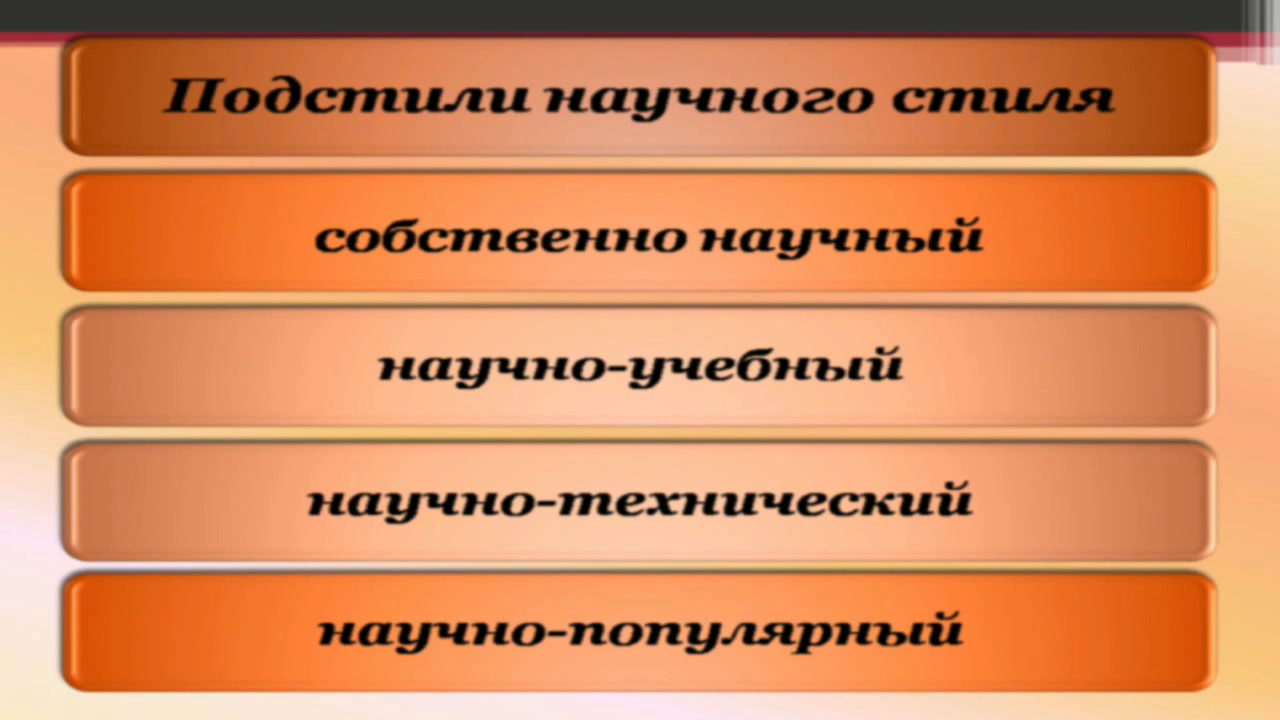 Подстили научного стиля
собственно научный
научно-учебный
научно-технический
научно-популярный